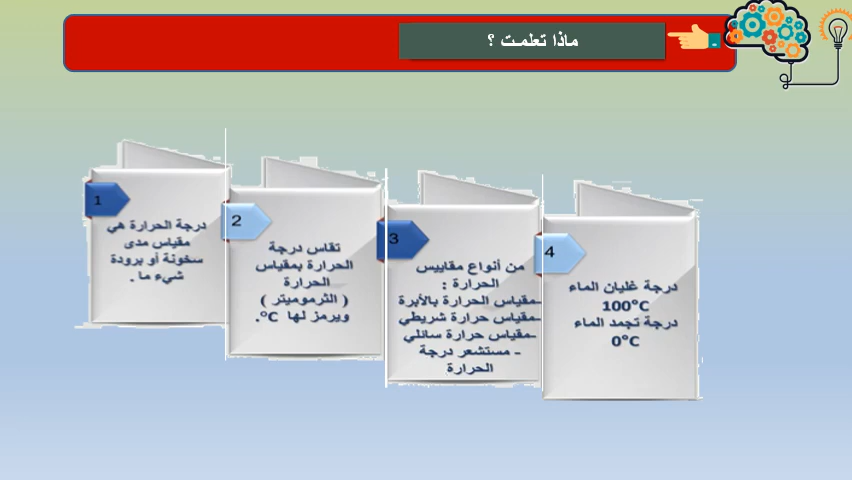 ماذا تعلمت ؟
1
درجة الحرارة هي
مقياس مدى
سخونة أو برودة
شيء ما .
2
تقاس درجة
الحرارة بمقياس
الحرارة
( الثرموميتر )
ويرمز لها °C.
3
من أنواع مقاييس
الحرارة :
-مقياس الحرارة بالأبرة
-مقياس حرارة شريطي
-مقياس حرارة سائلي
- مستشعر درجة
الحرارة
4
درجة غليان الماء
100°C
درجة تجمد الماء
0°C